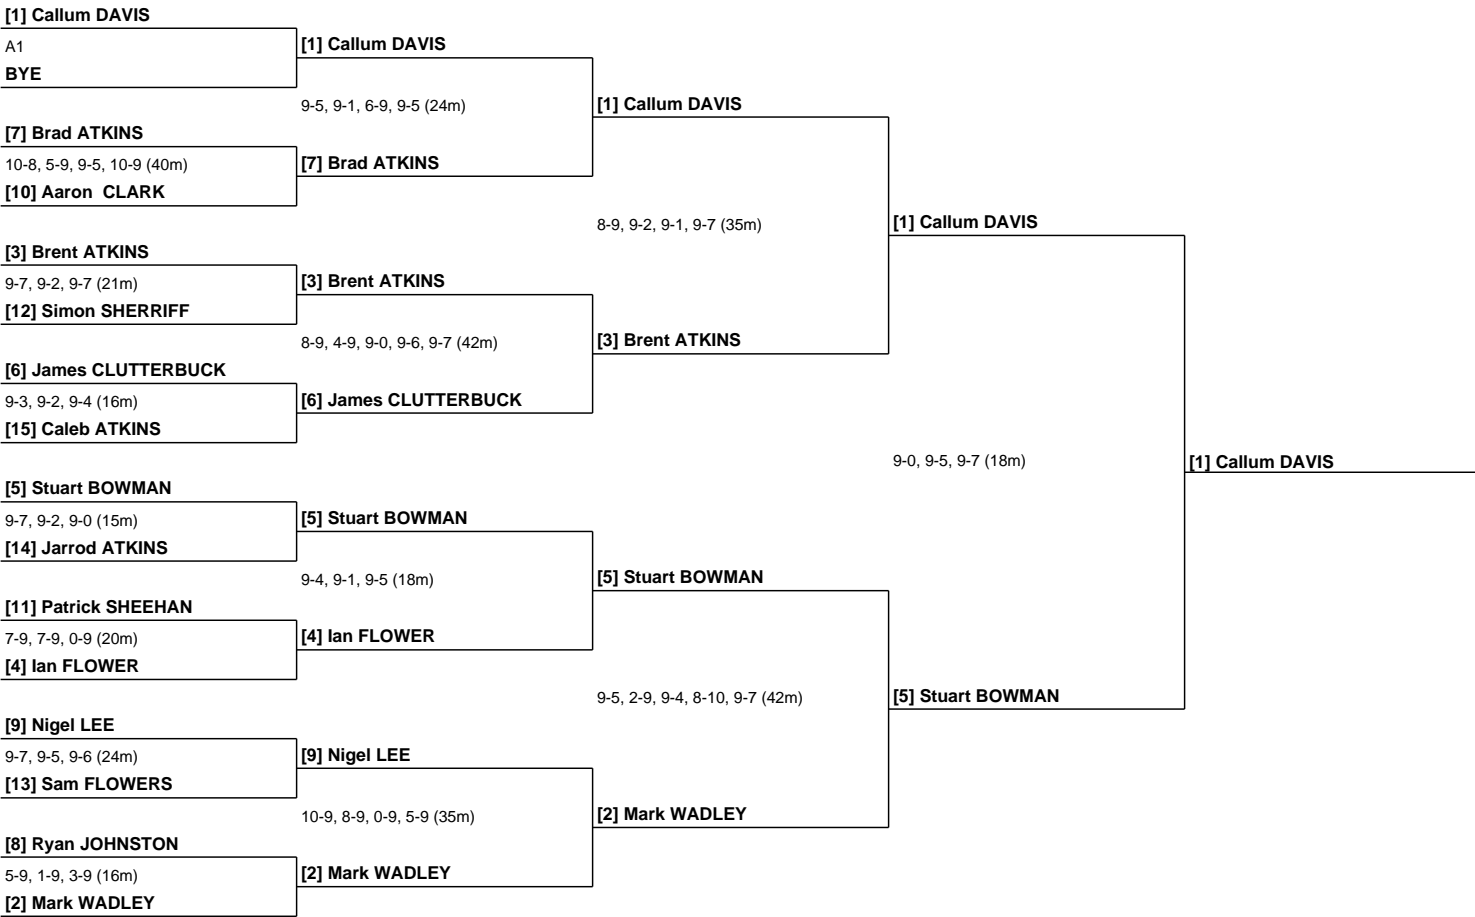 [1] Callum DAVIS
A1
BYE
[7] Brad ATKINS
10-8, 5-9, 9-5, 10-9 (40m)
[10] Aaron  CLARK
[3] Brent ATKINS
9-7, 9-2, 9-7 (21m)
[12] Simon SHERRIFF
[6] James CLUTTERBUCK
9-3, 9-2, 9-4 (16m)
[15] Caleb ATKINS
[5] Stuart BOWMAN
9-7, 9-2, 9-0 (15m)
[14] Jarrod ATKINS
[11] Patrick SHEEHAN
7-9, 7-9, 0-9 (20m)
[4] Ian FLOWER
[9] Nigel LEE
9-7, 9-5, 9-6 (24m)
[13] Sam FLOWERS
[8] Ryan JOHNSTON
5-9, 1-9, 3-9 (16m)
[2] Mark WADLEY
[1] Callum DAVIS
9-5, 9-1, 6-9, 9-5 (24m)
[7] Brad ATKINS
[3] Brent ATKINS
8-9, 4-9, 9-0, 9-6, 9-7 (42m)
[6] James CLUTTERBUCK
[5] Stuart BOWMAN
9-4, 9-1, 9-5 (18m)
[4] Ian FLOWER
[9] Nigel LEE
10-9, 8-9, 0-9, 5-9 (35m)
[2] Mark WADLEY
[1] Callum DAVIS
8-9, 9-2, 9-1, 9-7 (35m)
[3] Brent ATKINS
[5] Stuart BOWMAN
9-5, 2-9, 9-4, 8-10, 9-7 (42m)
[2] Mark WADLEY
[1] Callum DAVIS
9-0, 9-5, 9-7 (18m)
[5] Stuart BOWMAN
[1] Callum DAVIS